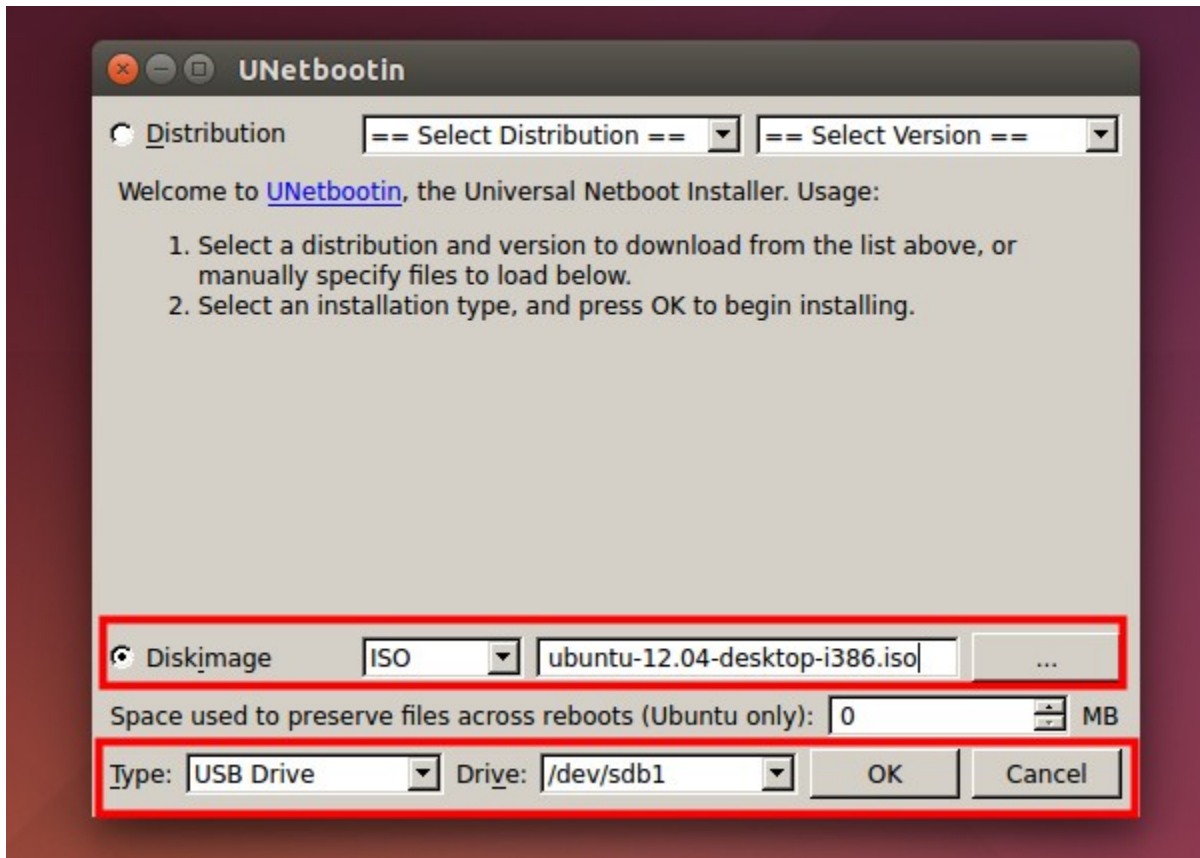 UNetbootin
Distribution == Select Distribution == == Select Version ==
Welcome to UNetbootin, the Universal Netboot Installer. Usage:
1. Select a distribution and version to download from the list above, or
manually specify files to load below.
2. Select an installation type, and press OK to begin installing.
Diskimage ISO ubuntu-12.04-desktop-i386.iso ...
Space used to preserve files across reboots (Ubuntu only): 0 MB
Type: USB Drive Drive: /dev/sdb1 OK Cancel